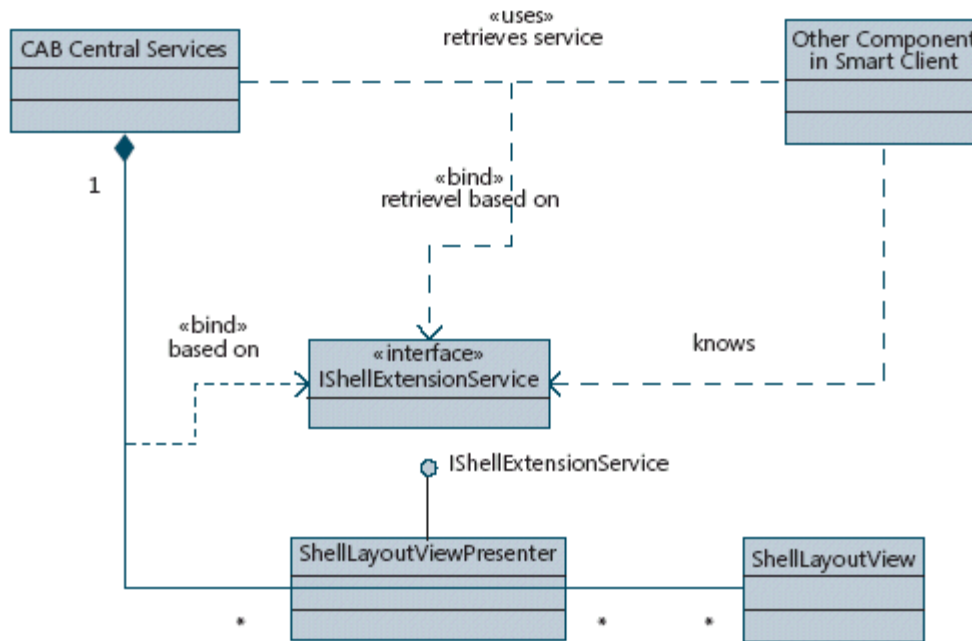 «uses»
retrieves service
CAB Central Services
Other Component
in Smart Client
1
«bind»
retrievel based on
«bind»
based on
«interface»
IShellExtensionService
knows
IShellExtensionService
ShellLayoutViewPresenter
ShellLayoutView
*
*
*